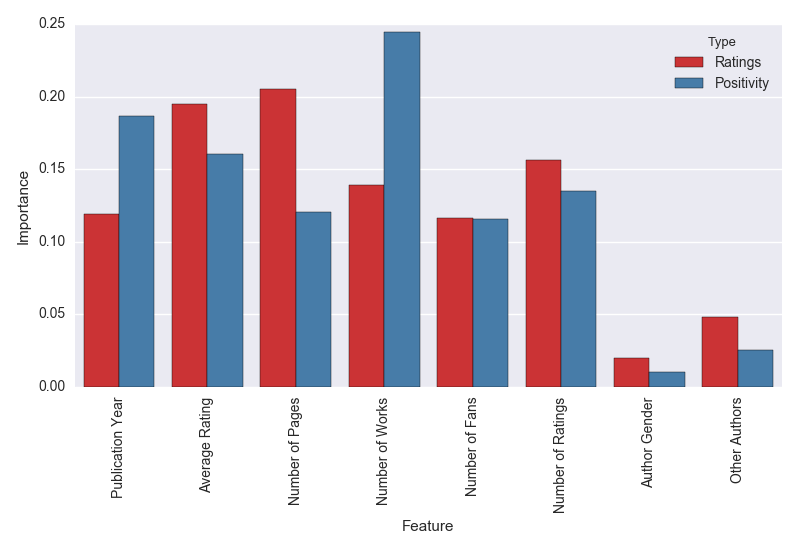 0.25
0.20
0.15
0.10
0.05
0.00
Importance
Type
Ratings
Positivity
Publication Year
Average Rating
Number of Pages
Number of Works
Number of Fans
Number of Ratings
Author Gender
Other Authors
Feature